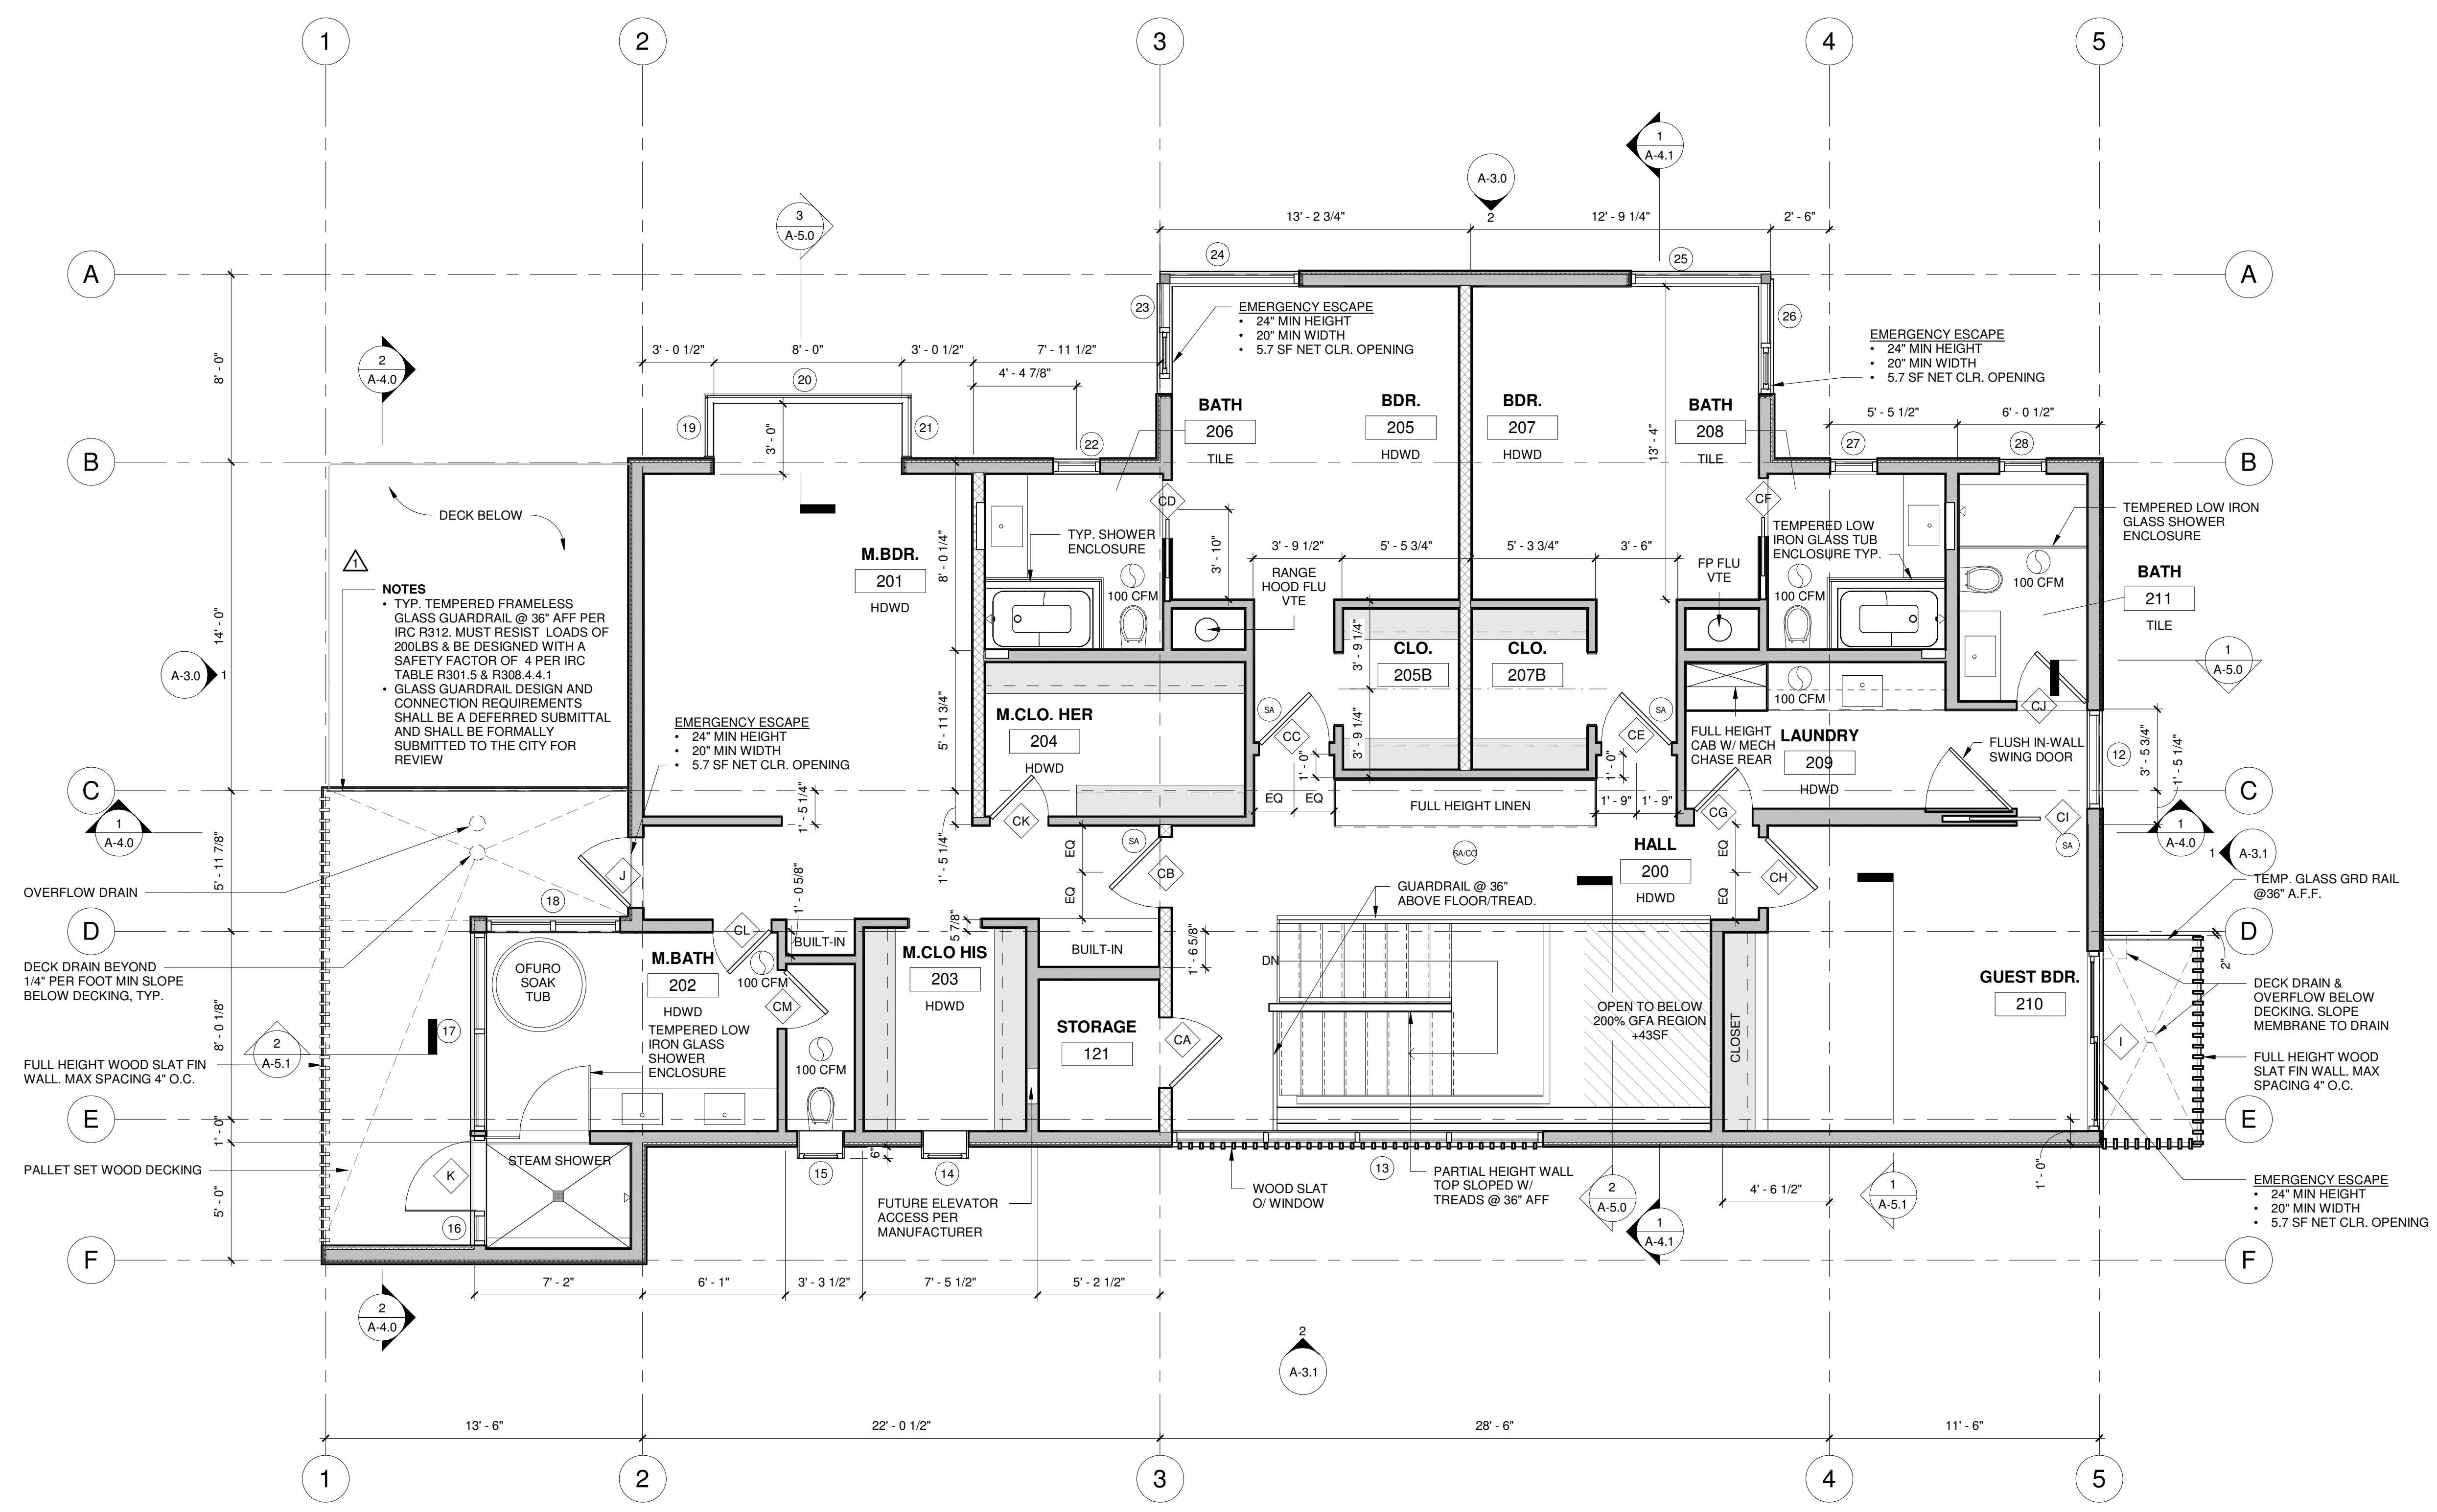 1
2
3
4
5
1
A-4.1
A-3.0
2
3
A-5.0
13' - 2 3/4"
12' - 9 1/4"
2' - 6"
A
A
24
25
23
26
EMERGENCY ESCAPE
• 24" MIN HEIGHT
• 20" MIN WIDTH
• 5.7 SF NET CLR. OPENING
EMERGENCY ESCAPE
• 24" MIN HEIGHT
• 20" MIN WIDTH
• 5.7 SF NET CLR. OPENING
8' - 0"
2
A-4.0
3' - 0 1/2"
8' - 0"
3' - 0 1/2"
7' - 11 1/2"
4' - 4 7/8"
20
19
21
22
3' - 0"
BATH
206
TILE
BDR.
205
HDWD
BDR.
207
HDWD
13' - 4"
BATH
208
TILE
5' - 5 1/2"
6' - 0 1/2"
27
28
B
B
DECK BELOW
1
NOTES
• TYP. TEMPERED FRAMELESS
GLASS GUARDRAIL @ 36" AFF PER
IRC R312. MUST RESIST LOADS OF
200LBS & BE DESIGNED WITH A
SAFETY FACTOR OF 4 PER IRC
TABLE R301.5 & R308.4.4.1
• GLASS GUARDRAIL DESIGN AND
CONNECTION REQUIREMENTS
SHALL BE A DEFERRED SUBMITTAL
AND SHALL BE FORMALLY
SUBMITTED TO THE CITY FOR
REVIEW
14' - 0"
A-3.0
1
M.BDR.
201
HDWD
8' - 0 1/4"
5' - 11 3/4"
TYP. SHOWER
ENCLOSURE
100 CFM
CD
3' - 10"
3' - 9 1/2"
5' - 5 3/4"
5' - 3 3/4"
3' - 6"
RANGE
HOOD FLU
VTE
FP FLU
VTE
CF
TEMPERED LOW
IRON GLASS TUB
ENCLOSURE TYP.
100 CFM
TEMPERED LOW IRON
GLASS SHOWER
ENCLOSURE
100 CFM
BATH
211
TILE
1
A-5.0
CLO.
205B
CLO.
207B
3' - 9 1/4"
3' - 9 1/4"
M.CLO. HER
204
HDWD
SA
CC
CE
SA
1' - 0"
1' - 0"
EQ
EQ
FULL HEIGHT LINEN
1' - 9"
1' - 9"
100 CFM
FULL HEIGHT
CAB W/ MECH
CHASE REAR
LAUNDRY
209
HDWD
CJ
FLUSH IN-WALL
SWING DOOR
12
3' - 5 3/4"
1' - 5 1/4"
EMERGENCY ESCAPE
• 24" MIN HEIGHT
• 20" MIN WIDTH
• 5.7 SF NET CLR. OPENING
C
C
1
A-4.0
1' - 5 1/4"
1' - 5 1/4"
CK
CG
CI
SA
1
A-4.0
1
A-3.1
5' - 11 7/8"
J
SA
EQ
EQ
CB
SA/CO
HALL
200
HDWD
EQ
EQ
CH
OVERFLOW DRAIN
18
1' - 0 5/8"
5 7/8"
GUARDRAIL @ 36"
ABOVE FLOOR/TREAD.
TEMP. GLASS GRD RAIL
@36" A.F.F.
D
D
CL
BUILT-IN
BUILT-IN
1' - 6 5/8"
DN
2"
DECK DRAIN BEYOND
1/4" PER FOOT MIN SLOPE
BELOW DECKING, TYP.
OFURO
SOAK
TUB
M.BATH
202
HDWD
100 CFM
CM
M.CLO HIS
203
HDWD
OPEN TO BELOW
200% GFA REGION
+43SF
CLOSET
GUEST BDR.
210
DECK DRAIN &
OVERFLOW BELOW
DECKING. SLOPE
MEMBRANE TO DRAIN
8' - 0 1/8"
2
A-5.1
17
TEMPERED LOW
IRON GLASS
SHOWER
ENCLOSURE
100 CFM
STORAGE
121
CA
I
FULL HEIGHT WOOD SLAT FIN
WALL. MAX SPACING 4" O.C.
FULL HEIGHT WOOD
SLAT FIN WALL. MAX
SPACING 4" O.C.
E
E
1' - 0"
PALLET SET WOOD DECKING
K
STEAM SHOWER
15
6"
14
13
WOOD SLAT
O/ WINDOW
PARTIAL HEIGHT WALL
TOP SLOPED W/
TREADS @ 36" AFF
2
A-5.0
1
A-4.1
4' - 6 1/2"
1
A-5.1
1' - 0"
EMERGENCY ESCAPE
• 24" MIN HEIGHT
• 20" MIN WIDTH
• 5.7 SF NET CLR. OPENING
5' - 0"
16
FUTURE ELEVATOR
ACCESS PER
MANUFACTURER
F
F
7' - 2"
6' - 1"
3' - 3 1/2"
7' - 5 1/2"
5' - 2 1/2"
2
A-4.0
2
A-3.1
13' - 6"
22' - 0 1/2"
28' - 6"
11' - 6"
1
2
3
4
5